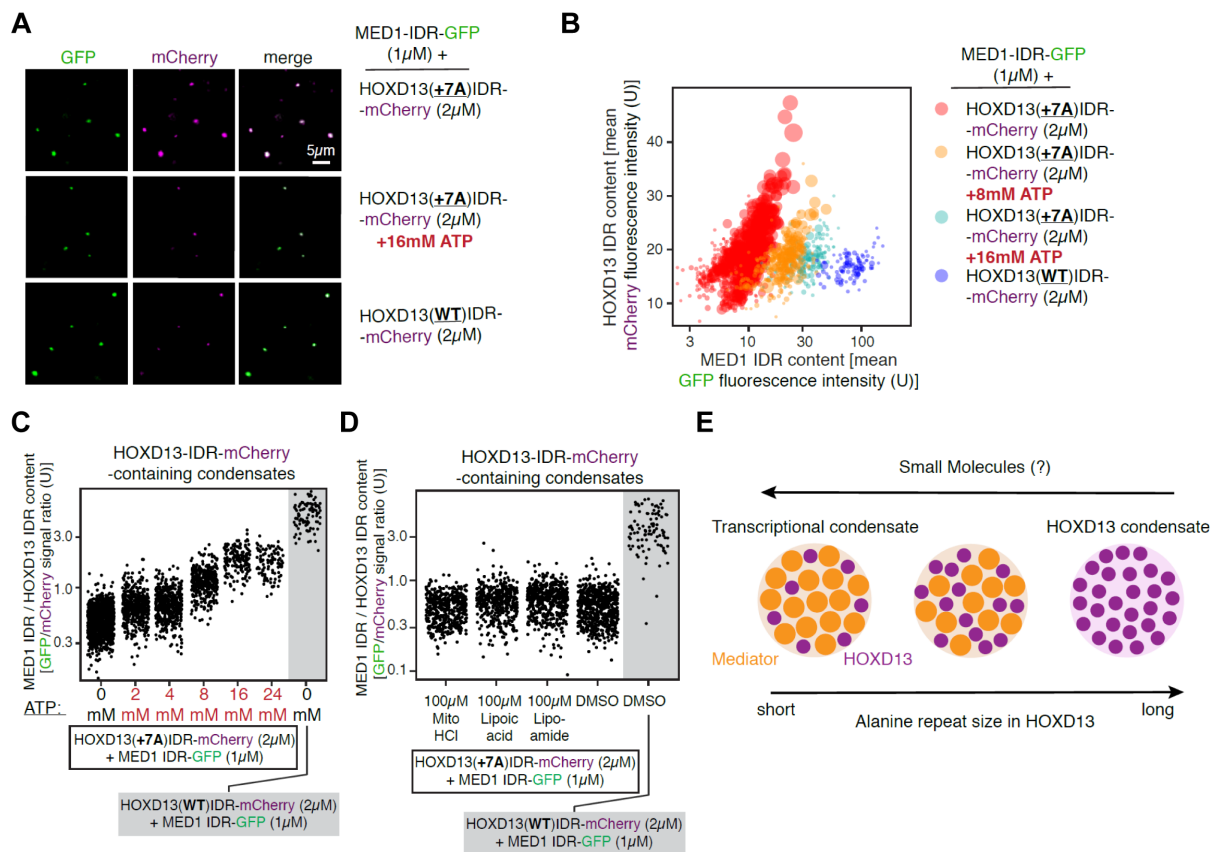 A
GFP
mCherry
merge
MED1-IDR-GFP
(1µM) +
HOXD13(+7A)IDR-
-mCherry (2µM)
5µm
HOXD13(+7A)IDR-
-mCherry (2µM)
+16mM ATP
HOXD13(WT)IDR-
-mCherry (2µM)
B
HOXD13 IDR content [mean
mCherry fluorescence intensity (U)]
40
30
20
10
3
10
30
100
MED1 IDR content [mean
GFP fluorescence intensity (U)]
MED1-IDR-GFP
(1µM) +
HOXD13(+7A)IDR-
-mCherry (2µM)
HOXD13(+7A)IDR-
-mCherry (2µM)
+8mM ATP
HOXD13(+7A)IDR-
-mCherry (2µM)
+16mM ATP
HOXD13(WT)IDR-
-mCherry (2µM)
C
HOXD13-IDR-mCherry
-containing condensates
MED1 IDR / HOXD13 IDR content
[GFP/mCherry signal ratio (U)]
3.0
1.0
0.3
0 2 4 8 16 24 0
ATP: mM mM mM mM mM mM mM
HOXD13(+7A)IDR-mCherry (2µM)
+ MED1 IDR-GFP (1µM)
HOXD13(WT)IDR-mCherry (2µM)
+ MED1 IDR-GFP (1µM)
D
HOXD13-IDR-mCherry
-containing condensates
MED1 IDR / HOXD13 IDR content
[GFP/mCherry signal ratio (U)]
3.0
1.0
0.3
0.1
100µM 100µM 100µM DMSO DMSO
Mito Lipoic Lipo-
HCl acid amide
HOXD13(+7A)IDR-mCherry (2µM)
+ MED1 IDR-GFP (1µM)
HOXD13(WT)IDR-mCherry (2µM)
+ MED1 IDR-GFP (1µM)
E
Small Molecules (?)
Transcriptional condensate
HOXD13 condensate
Mediator
HOXD13
short
long
Alanine repeat size in HOXD13